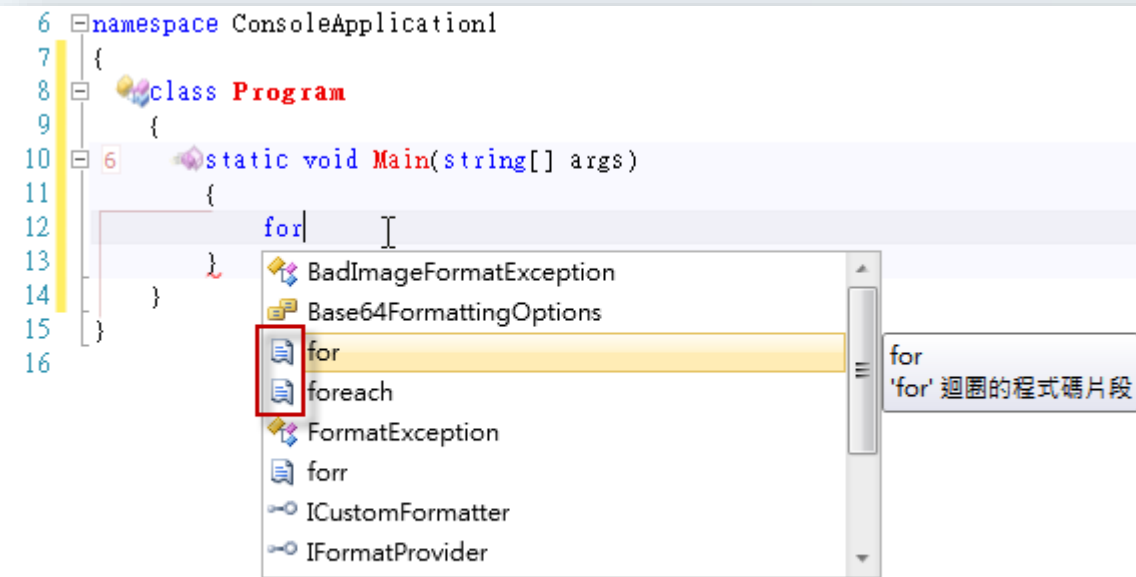 6 namespace ConsoleApplication1
7 {
8 class Program
9 {
10 6 static void Main(string[] args)
11 {
12 for
13 }
14 }
15 }
16
BadImageFormatException
Base64FormattingOptions
for
foreach
FormatException
forr
ICustomFormatter
IFormatProvider
for
'for' 迴圈的程式碼片段